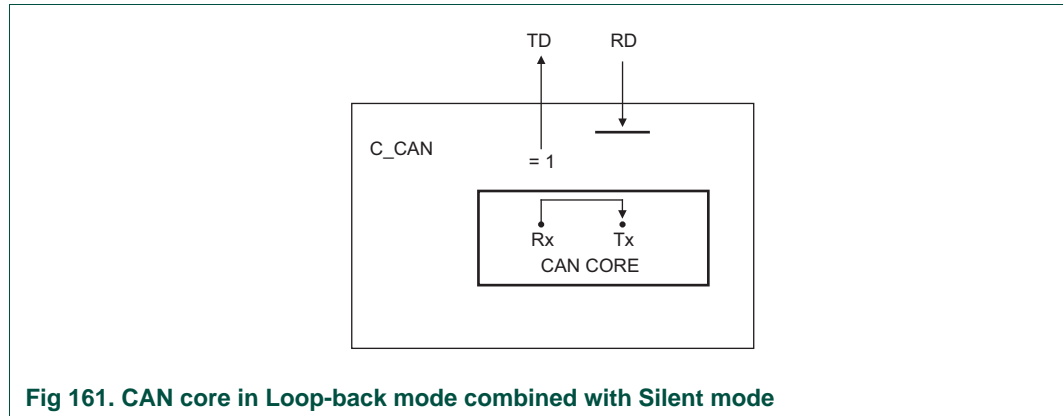 TD RD
C_CAN
= 1
Rx Tx
CAN CORE
Fig 161. CAN core in Loop-back mode combined with Silent mode